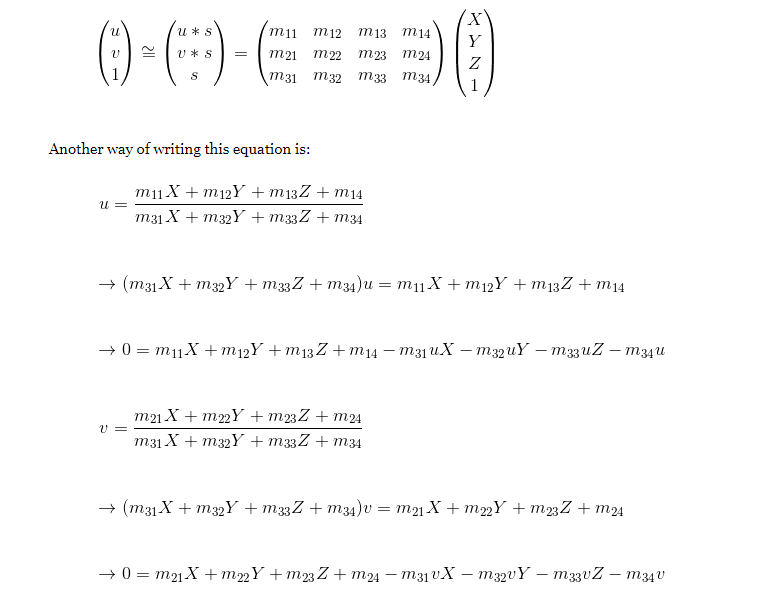 (u v 1) ≅ (u * s v * s s) = (m11 m12 m13 m14 m21 m22 m23 m24 m31 m32 m33 m34) (X Y Z 1)
Another way of writing this equation is:
u = (m11X + m12Y + m13Z + m14) / (m31X + m32Y + m33Z + m34)
→ (m31X + m32Y + m33Z + m34)u = m11X + m12Y + m13Z + m14
→ 0 = m11X + m12Y + m13Z + m14 − m31uX − m32uY − m33uZ − m34u
v = (m21X + m22Y + m23Z + m24) / (m31X + m32Y + m33Z + m34)
→ (m31X + m32Y + m33Z + m34)v = m21X + m22Y + m23Z + m24
→ 0 = m21X + m22Y + m23Z + m24 − m31vX − m32vY − m33vZ − m34v